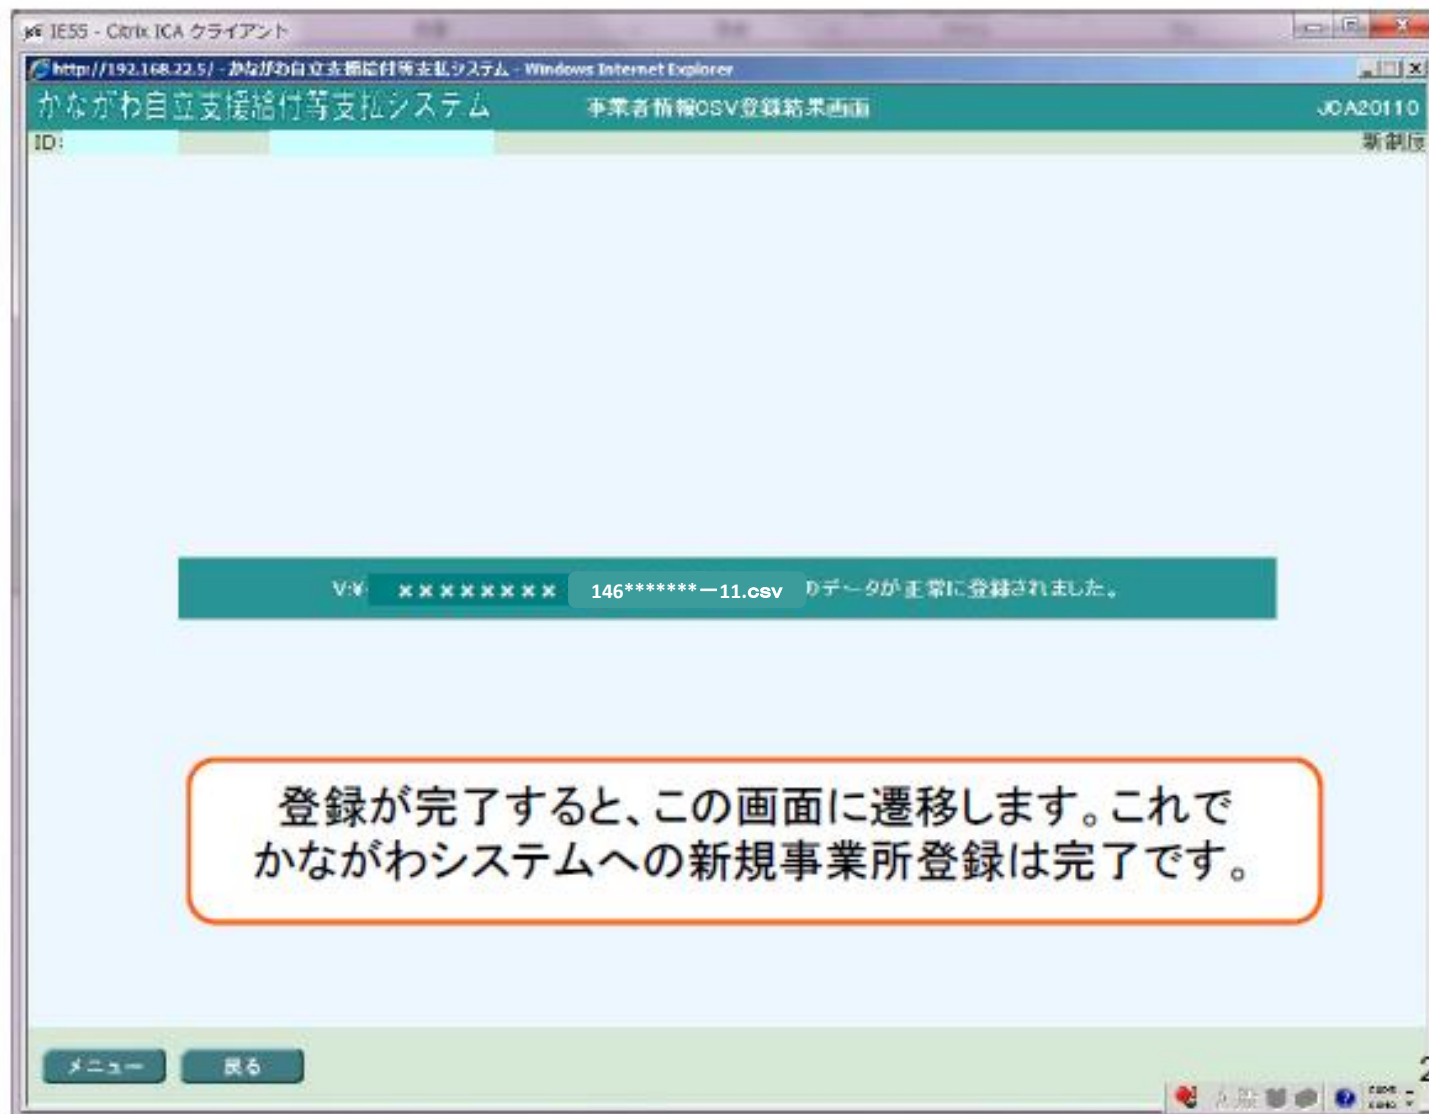 IE55 - Citrix ICA クライアント
http://192.168.22.5/ - かながわ自立支援給付等支払システム - Windows Internet Explorer
かながわ自立支援給付等支払システム 事業者情報CSV登録結果画面 JCA20110
ID: 新制度
V:¥ ×××××××× 146*******ー11.csv のデータが正常に登録されました。
登録が完了すると、この画面に遷移します。これで
かながわシステムへの新規事業所登録は完了です。
メニュー 戻る
2